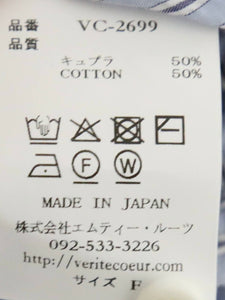 品番 VC-2699
品質
キュプラ 50%
COTTON 50%
F W
MADE IN JAPAN
株式会社エムティー・ルーツ
092-533-3226
http://veritecoeur.com
サイズ F